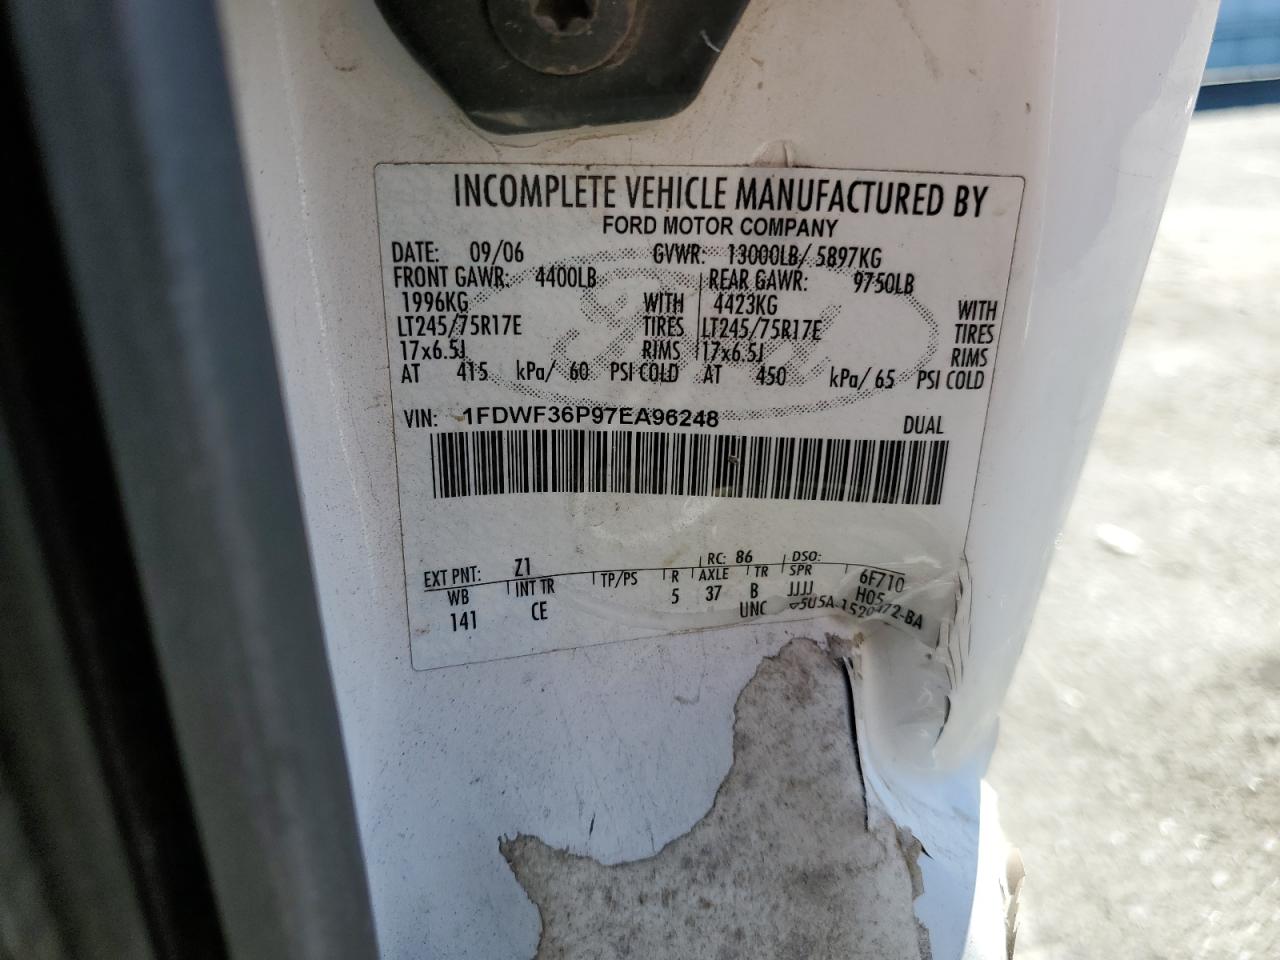 INCOMPLETE VEHICLE MANUFACTURED BY
FORD MOTOR COMPANY
DATE: 09/06 GVWR: 13000LB/ 5897KG
FRONT GAWR: 4400LB REAR GAWR: 9750LB
1996KG WITH 4423KG WITH
LT245/75R17E TIRES LT245/75R17E TIRES
17x6.5J RIMS 17x6.5J RIMS
AT 415 kPa/ 60 PSI COLD AT 450 kPa/ 65 PSI COLD
VIN: 1FDWF36P97EA96248 DUAL
EXT PNT: Z1 RC: 86 DSO:
WB INT TR TP/PS R AXLE TR SPR 6F710
141 CE 5 37 B JJJJ H05
UNC